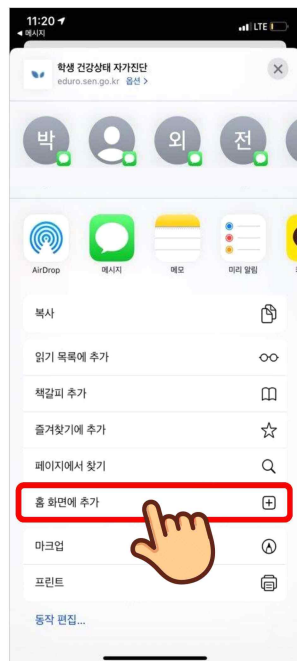 11:20
LTE
◀ 메시지
학생 건강상태 자가진단
eduro.sen.go.kr 옵션 >
박
외
전
AirDrop
메시지
메모
미리 알림
복사
읽기 목록에 추가
책갈피 추가
즐겨찾기에 추가
페이지에서 찾기
홈 화면에 추가
마크업
프린트
동작 편집...